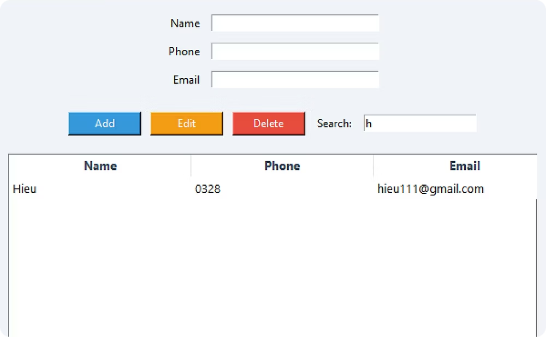 Name
Phone
Email
Add Edit Delete Search: h
Name Phone Email
Hieu 0328 hieu111@gmail.com